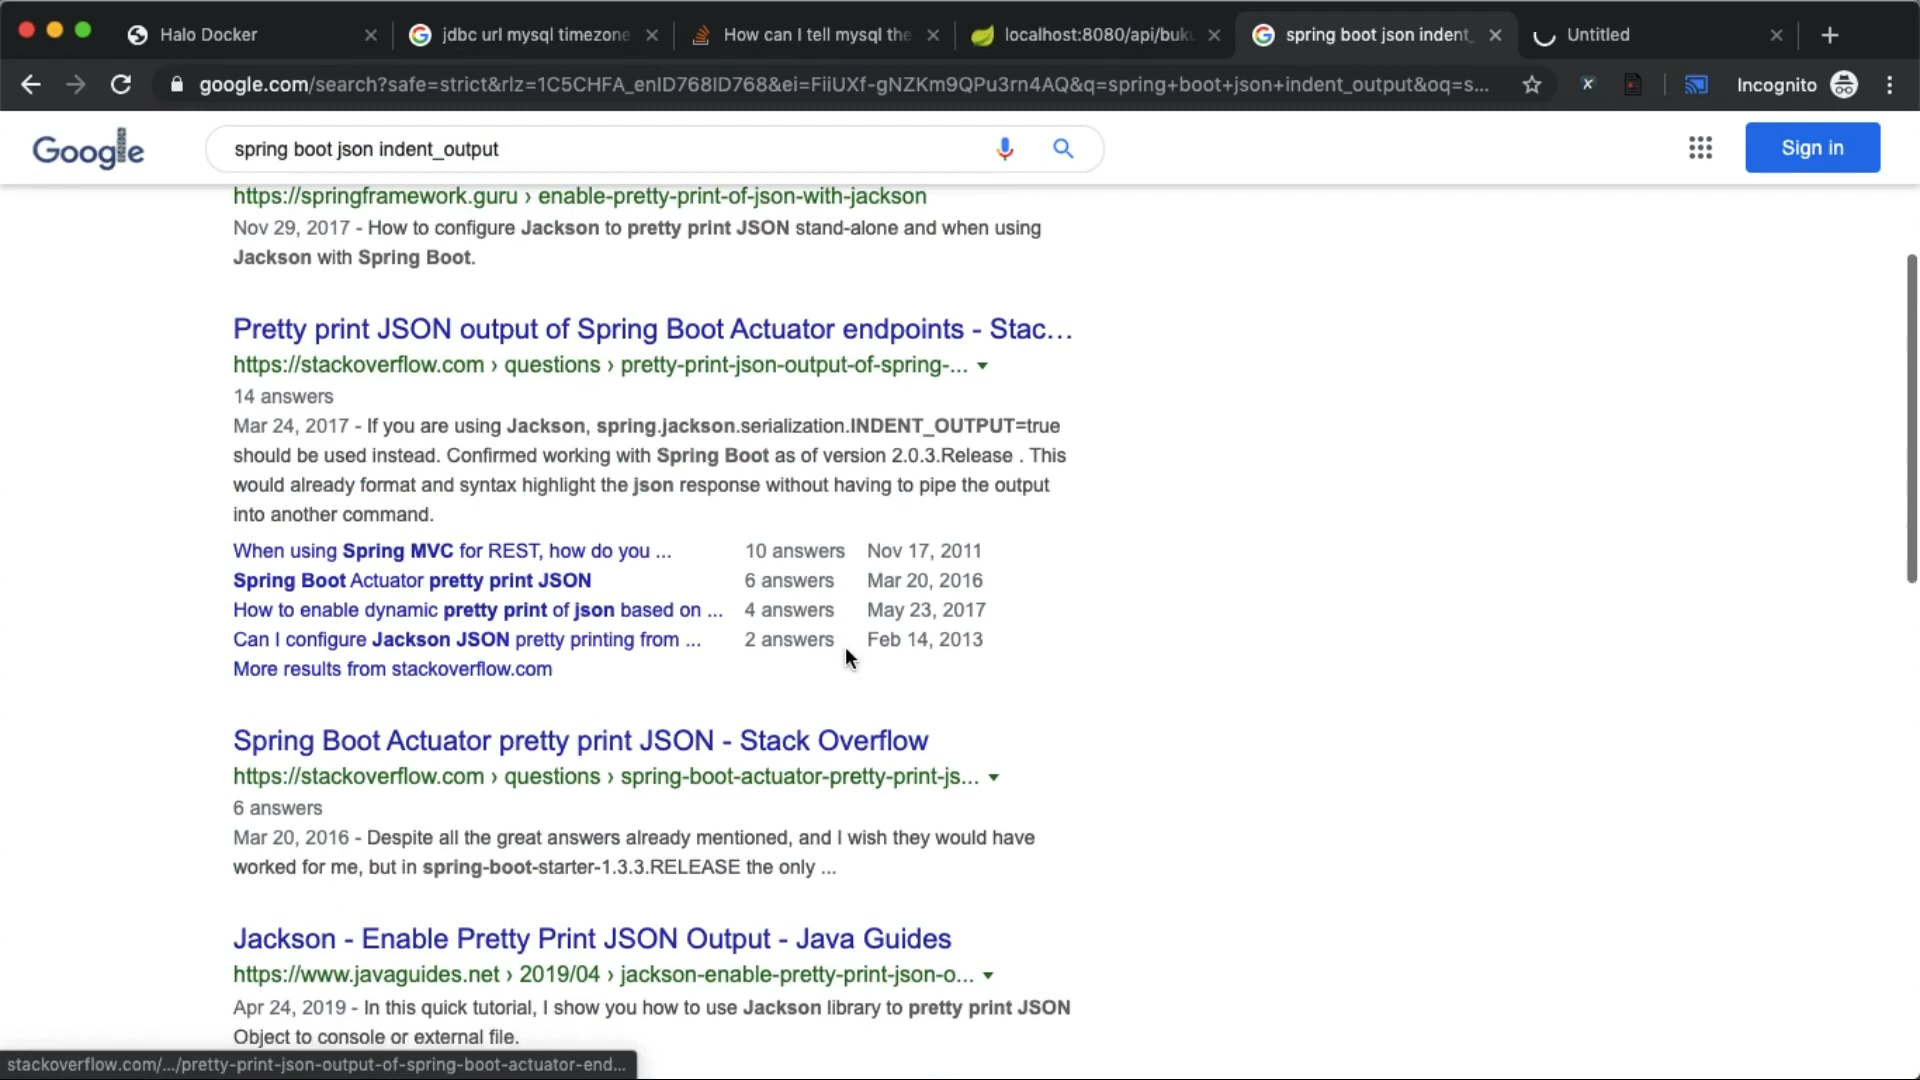 Halo Docker
jdbc url mysql timezone
How can I tell mysql the
localhost:8080/api/buku
spring boot json indent_
Untitled
google.com/search?safe=strict&rlz=1C5CHFA_enID768ID768&ei=FiiUXf-gNZKm9QPu3rn4AQ&q=spring+boot+json+indent_output&oq=s...
Incognito
Google
spring boot json indent_output
Sign in
https://springframework.guru › enable-pretty-print-of-json-with-jackson
Nov 29, 2017 - How to configure Jackson to pretty print JSON stand-alone and when using
Jackson with Spring Boot.
Pretty print JSON output of Spring Boot Actuator endpoints - Stac...
https://stackoverflow.com › questions › pretty-print-json-output-of-spring-...
14 answers
Mar 24, 2017 - If you are using Jackson, spring.jackson.serialization.INDENT_OUTPUT=true
should be used instead. Confirmed working with Spring Boot as of version 2.0.3.Release . This
would already format and syntax highlight the json response without having to pipe the output
into another command.
When using Spring MVC for REST, how do you ... 10 answers Nov 17, 2011
Spring Boot Actuator pretty print JSON 6 answers Mar 20, 2016
How to enable dynamic pretty print of json based on ... 4 answers May 23, 2017
Can I configure Jackson JSON pretty printing from ... 2 answers Feb 14, 2013
More results from stackoverflow.com
Spring Boot Actuator pretty print JSON - Stack Overflow
https://stackoverflow.com › questions › spring-boot-actuator-pretty-print-js...
6 answers
Mar 20, 2016 - Despite all the great answers already mentioned, and I wish they would have
worked for me, but in spring-boot-starter-1.3.3.RELEASE the only ...
Jackson - Enable Pretty Print JSON Output - Java Guides
https://www.javaguides.net › 2019/04 › jackson-enable-pretty-print-json-o...
Apr 24, 2019 - In this quick tutorial, I show you how to use Jackson library to pretty print JSON
Object to console or external file.
stackoverflow.com/.../pretty-print-json-output-of-spring-boot-actuator-end...